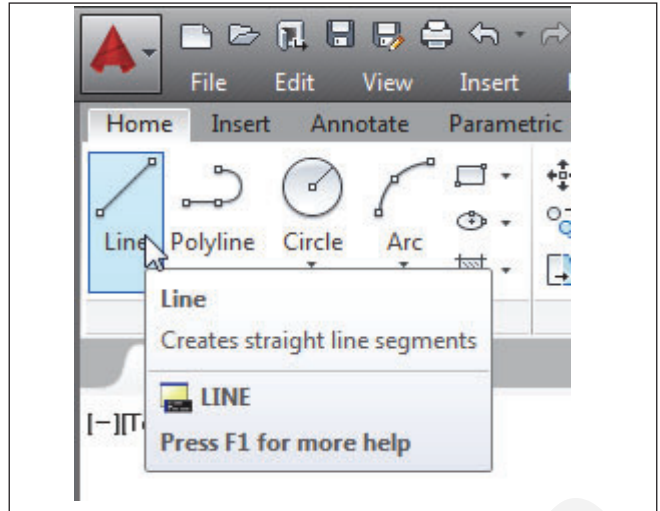 File Edit View Insert
Home Insert Annotate Parametric
Line Polyline Circle Arc
Line
Creates straight line segments
LINE
Press F1 for more help